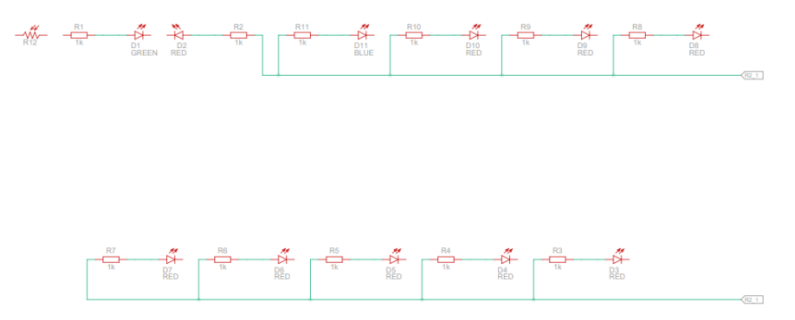 R1
R2
R11
R10
R9
R8
R12
1k
1k
1k
1k
1k
1k
D1
D2
D11
D10
D9
D8
GREEN
RED
BLUE
RED
RED
RED
R2_1
R7
R6
R5
R4
R3
1k
1k
1k
1k
1k
D7
D6
D5
D4
D3
RED
RED
RED
RED
RED
R2_1